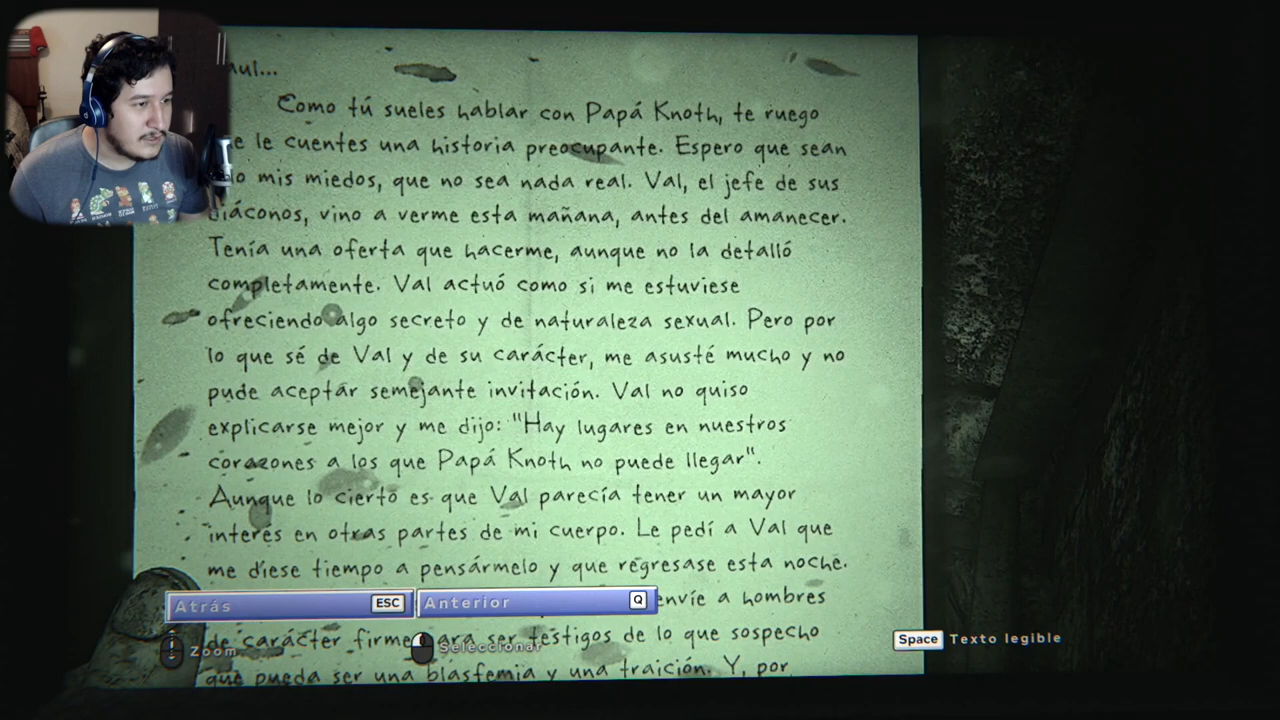 Como tú sueles hablar con Papá Knoth, te ruego
le cuentes una historia preocupante. Espero que sean
mis miedos, que no sea nada real. Val, el jefe de sus
diáconos, vino a verme esta mañana, antes del amanecer.
Tenía una oferta que hacerme, aunque no la detalló
completamente. Val actuó como si me estuviese
ofreciendo algo secreto y de naturaleza sexual. Pero por
lo que sé de Val y de su carácter, me asusté mucho y no
pude aceptar semejante invitación. Val no quiso
explicarse mejor y me dijo: "Hay lugares en nuestros
corazones a los que Papá Knoth no puede llegar".
Aunque lo cierto es que Val parecía tener un mayor
interés en otras partes de mi cuerpo. Le pedí a Val que
me diese tiempo a pensármelo y que regresase esta noche.
envíe a hombres
de carácter firme para ser testigos de lo que sospecho
que pueda ser una blasfemia y una traición. Y, por
Atrás ESC Anterior Q
Zoom Seleccionar
Space Texto legible